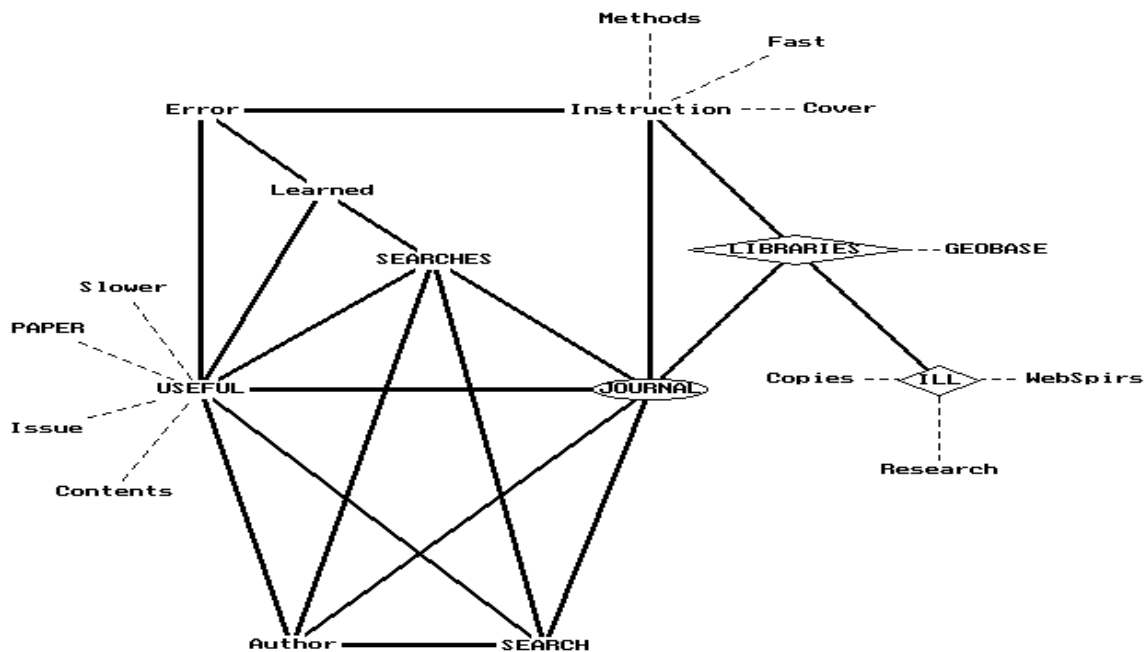 Methods
Fast
Error
Instruction
Cover
Learned
LIBRARIES
GEOBASE
SEARCHES
Slower
PAPER
USEFUL
JOURNAL
Copies
ILL
WebSpirs
Issue
Research
Contents
Author
SEARCH